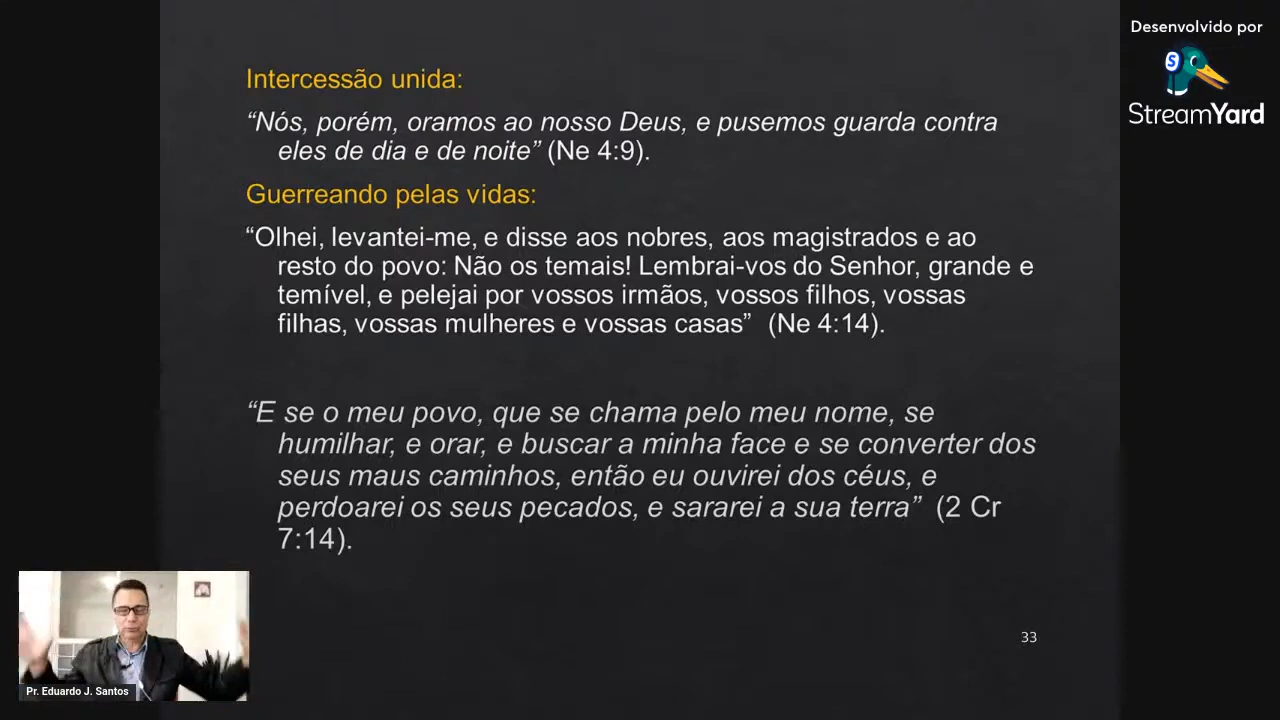 Desenvolvido por
StreamYard
Intercessão unida:
“Nós, porém, oramos ao nosso Deus, e pusemos guarda contra
eles de dia e de noite” (Ne 4:9).
Guerreando pelas vidas:
“Olhei, levantei-me, e disse aos nobres, aos magistrados e ao
resto do povo: Não os temais! Lembrai-vos do Senhor, grande e
temível, e pelejai por vossos irmãos, vossos filhos, vossas
filhas, vossas mulheres e vossas casas” (Ne 4:14).
“E se o meu povo, que se chama pelo meu nome, se
humilhar, e orar, e buscar a minha face e se converter dos
seus maus caminhos, então eu ouvirei dos céus, e
perdoarei os seus pecados, e sararei a sua terra” (2 Cr
7:14).
33
Pr. Eduardo J. Santos